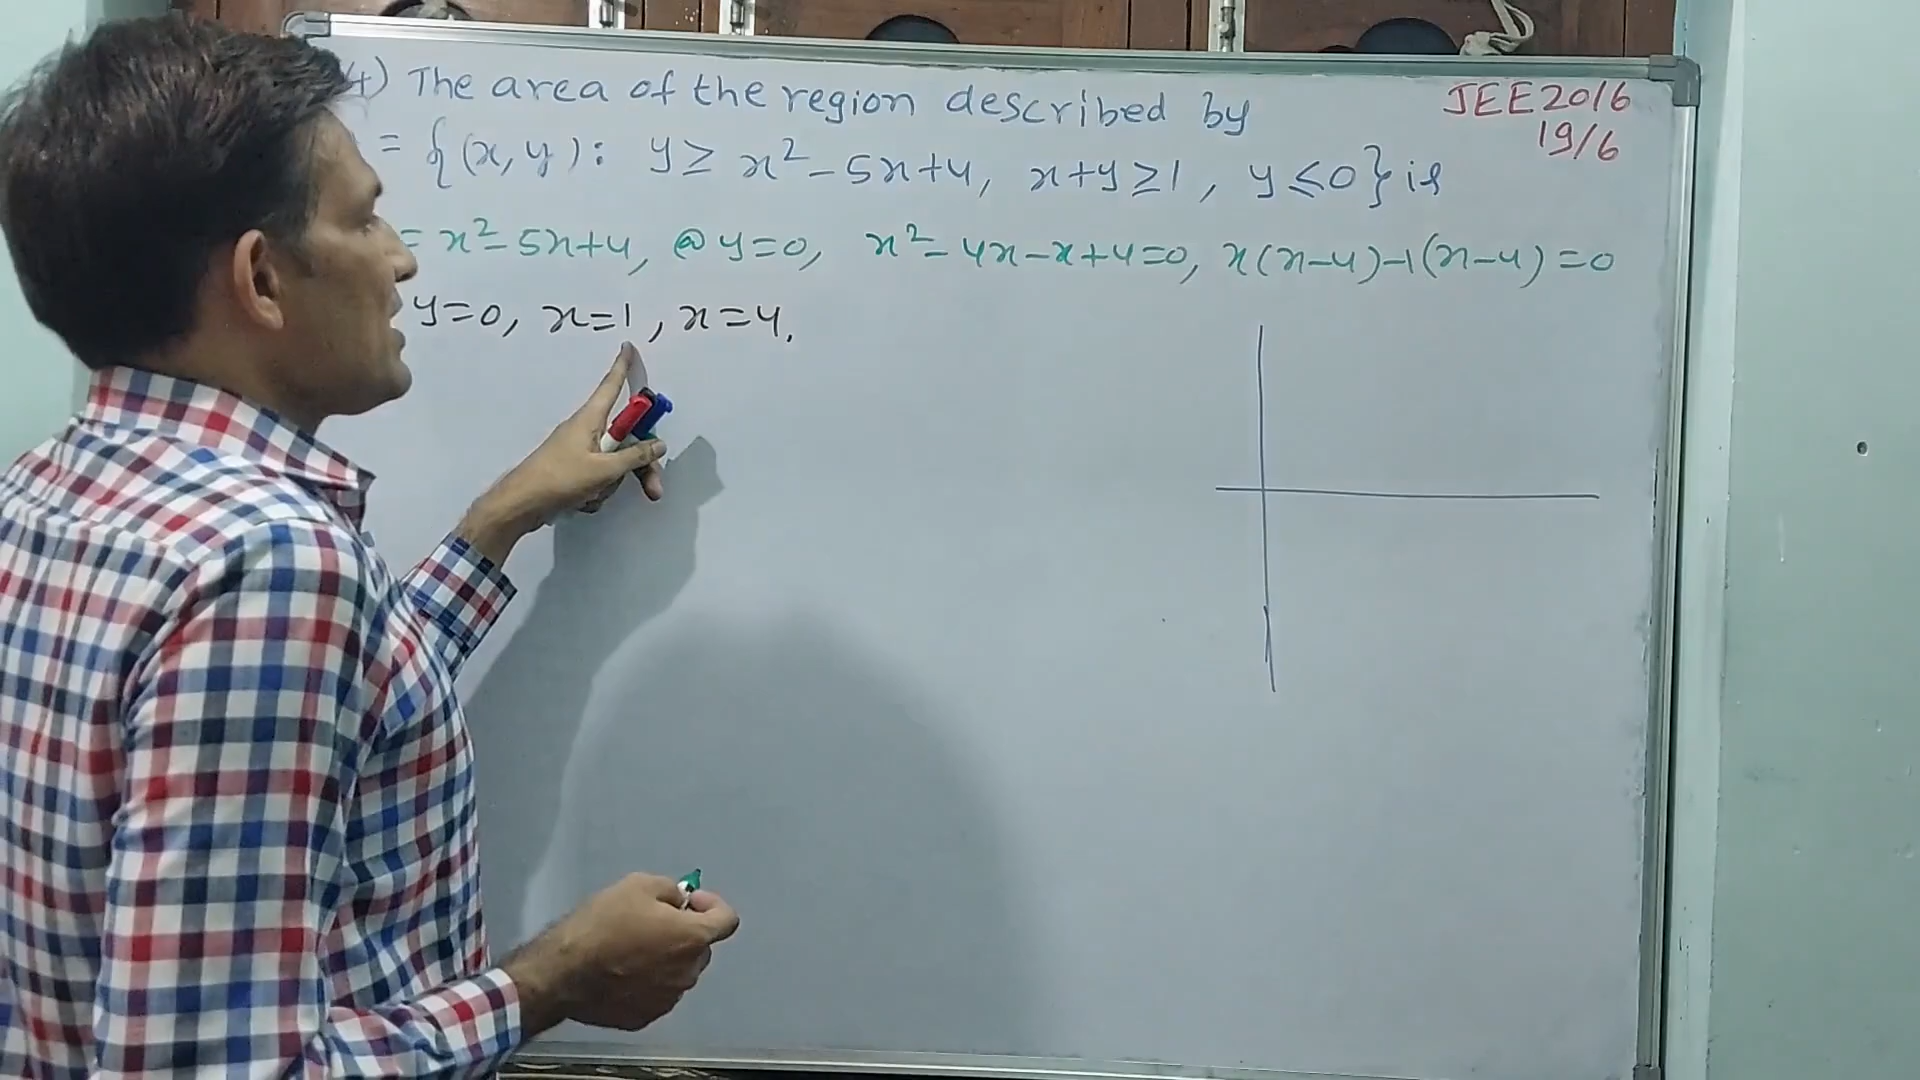 4) The area of the region described by
= {(x, y): y ≥ x² - 5x + 4, x + y ≥ 1, y ≤ 0} is
JEE 2016
19/6
= x² - 5x + 4, @ y = 0, x² - 4x - x + 4 = 0, x(x - 4) - 1(x - 4) = 0
y = 0, x = 1, x = 4.